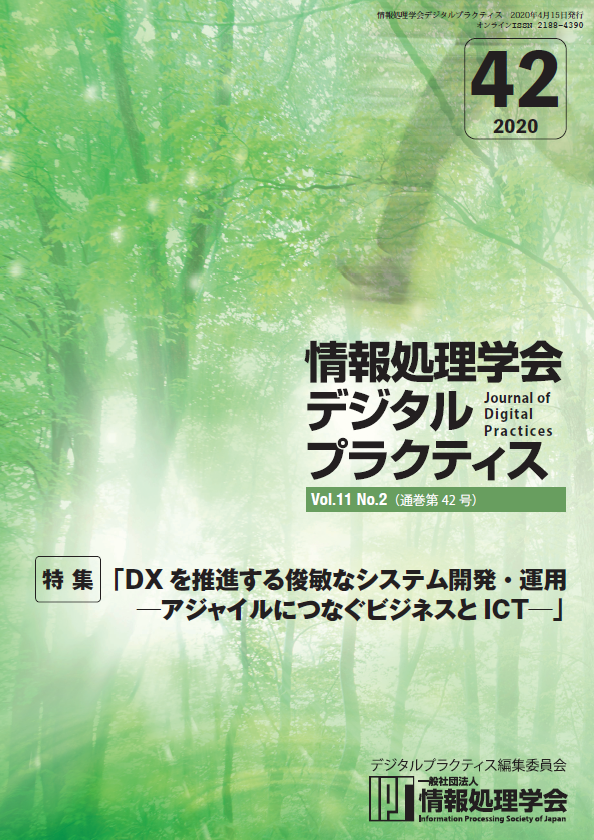 情報処理学会デジタルプラクティス　2020年4月15日発行
オンラインISSN 2188-4390
42
2020
情報処理学会
デジタル
プラクティス
Journal of
Digital
Practices
Vol.11 No.2（通巻第 42 号）
特 集
「DX を推進する俊敏なシステム開発・運用
―アジャイルにつなぐビジネスと ICT―」
デジタルプラクティス編集委員会
一般社団法人
情報処理学会
Information Processing Society of Japan